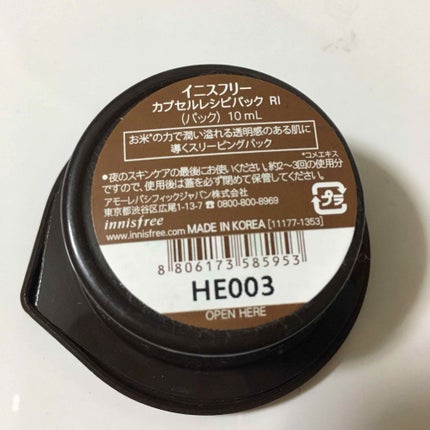 イニスフリー
カプセルレシピパック RI
(パック) 10mL
お米*の力で潤い溢れる透明感のある肌に
導くスリーピングパック
*コメエキス
●夜のスキンケアの最後にお使いください。約2~3回の使用分
ですので、使用後は蓋を必ず閉めて保管してください。
アモーレパシフィックジャパン株式会社
東京都渋谷区広尾1-13-7 ☎0800-800-8969
プラ
innisfree
www.innisfree.com MADE IN KOREA [11177-1353]
8 806173 585953
HE003
OPEN HERE